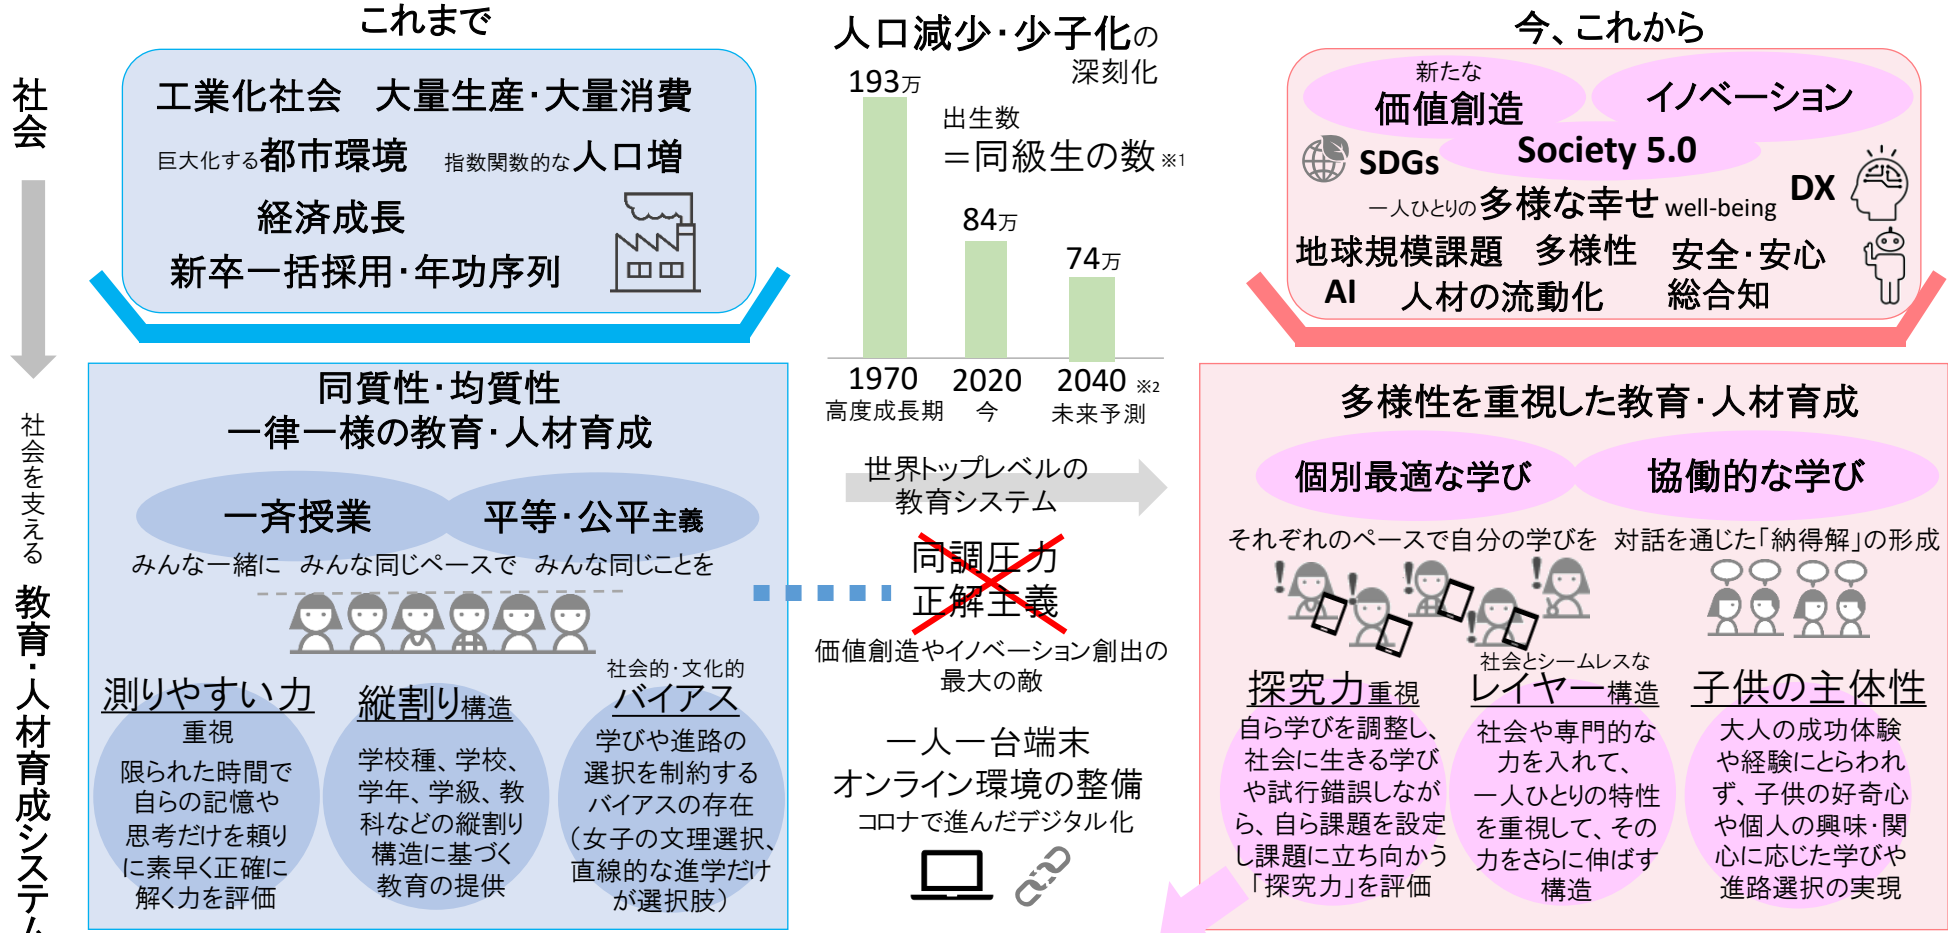 これまで
工業化社会　大量生産・大量消費
巨大化する都市環境　指数関数的な人口増
経済成長
新卒一括採用・年功序列
社会
社会を支える
教育・人材育成システム
同質性・均質性
一律一様の教育・人材育成
一斉授業
平等・公平主義
みんな一緒に　みんな同じペースで　みんな同じことを
測りやすい力
重視
限られた時間で
自らの記憶や
思考だけを頼り
に素早く正確に
解く力を評価
縦割り構造
学校種、学校、
学年、学級、教
科などの縦割り
構造に基づく
教育の提供
社会的・文化的
バイアス
学びや進路の
選択を制約する
バイアスの存在
（女子の文理選択、
直線的な進学だけ
が選択肢）
人口減少・少子化の
深刻化
193万
出生数
＝同級生の数 ※1
84万
74万
1970
2020
2040 ※2
高度成長期
今
未来予測
世界トップレベルの
教育システム
同調圧力
正解主義
価値創造やイノベーション創出の
最大の敵
一人一台端末
オンライン環境の整備
コロナで進んだデジタル化
今、これから
新たな
価値創造
イノベーション
Society 5.0
SDGs
DX
一人ひとりの多様な幸せ well-being
地球規模課題　多様性　安全・安心
AI　人材の流動化　総合知
多様性を重視した教育・人材育成
個別最適な学び
協働的な学び
それぞれのペースで自分の学びを
対話を通じた「納得解」の形成
探究力重視
自ら学びを調整し、
社会に生きる学び
や試行錯誤しなが
ら、自ら課題を設定
し課題に立ち向かう
「探究力」を評価
社会とシームレスな
レイヤー構造
社会や専門的な
力を入れて、
一人ひとりの特性
を重視して、その
力をさらに伸ばす
構造
子供の主体性
大人の成功体験
や経験にとらわれ
ず、子供の好奇心
や個人の興味・関
心に応じた学びや
進路選択の実現